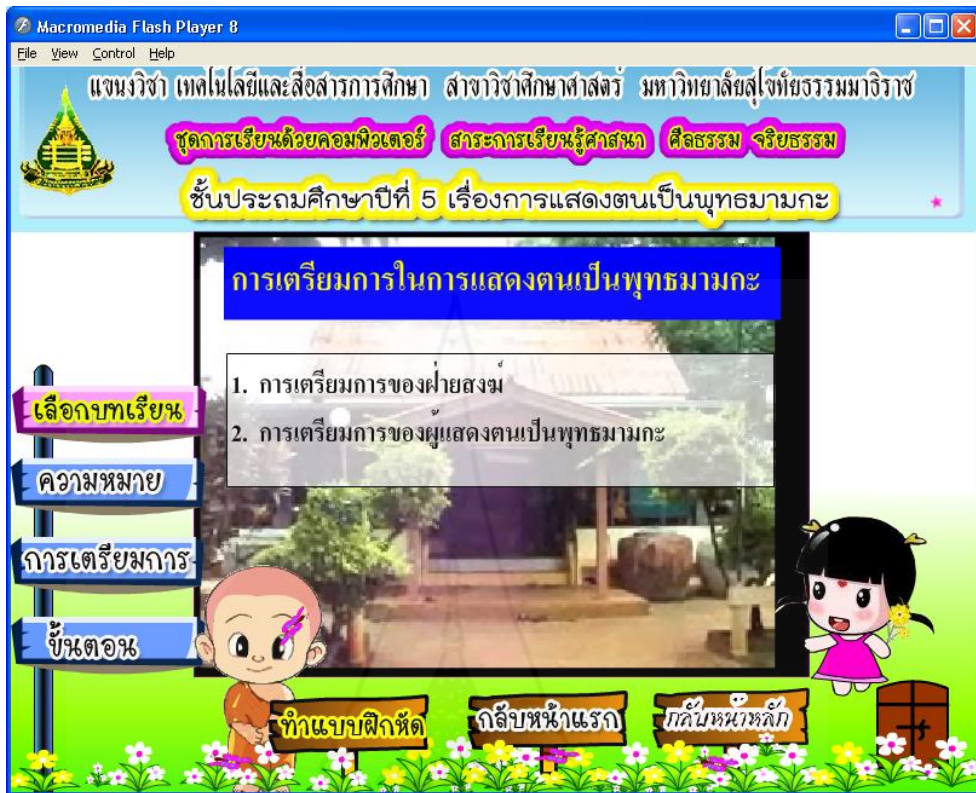 Macromedia Flash Player 8
File View Control Help
แขนงวิชา เทคโนโลยีและสื่อสารการศึกษา สาขาวิชาศึกษาศาสตร์ มหาวิทยาลัยสุโขทัยธรรมมาธิราช
ชุดการเรียนด้วยคอมพิวเตอร์ สาระการเรียนรู้ศาสนา ศีลธรรม จริยธรรม
ชั้นประถมศึกษาปีที่ 5 เรื่องการแสดงตนเป็นพุทธมามกะ
การเตรียมการในการแสดงตนเป็นพุทธมามกะ
1. การเตรียมการของฝ่ายสงฆ์
2. การเตรียมการของผู้แสดงตนเป็นพุทธมามกะ
เลือกบทเรียน
ความหมาย
การเตรียมการ
ขั้นตอน
ทำแบบฝึกหัด
กลับหน้าแรก
กลับหน้าหลัก